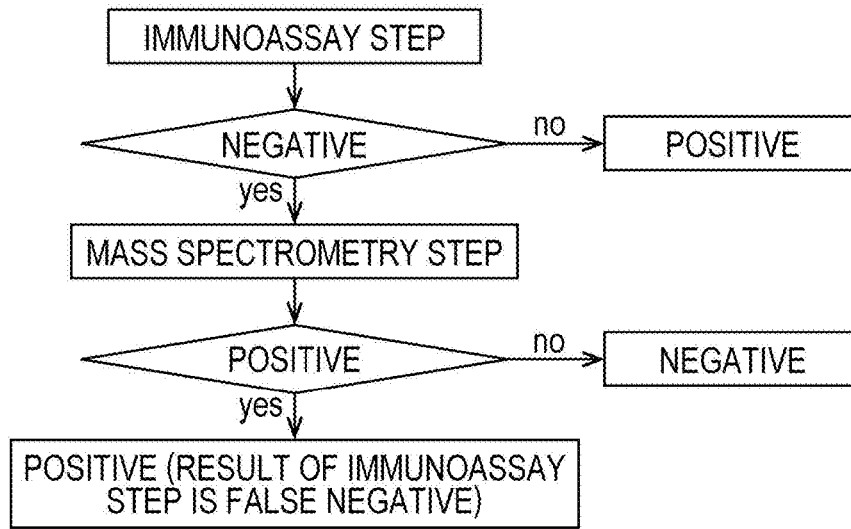 IMMUNOASSAY STEP
NEGATIVE
no
POSITIVE
yes
MASS SPECTROMETRY STEP
POSITIVE
no
NEGATIVE
yes
POSITIVE (RESULT OF IMMUNOASSAY
STEP IS FALSE NEGATIVE)